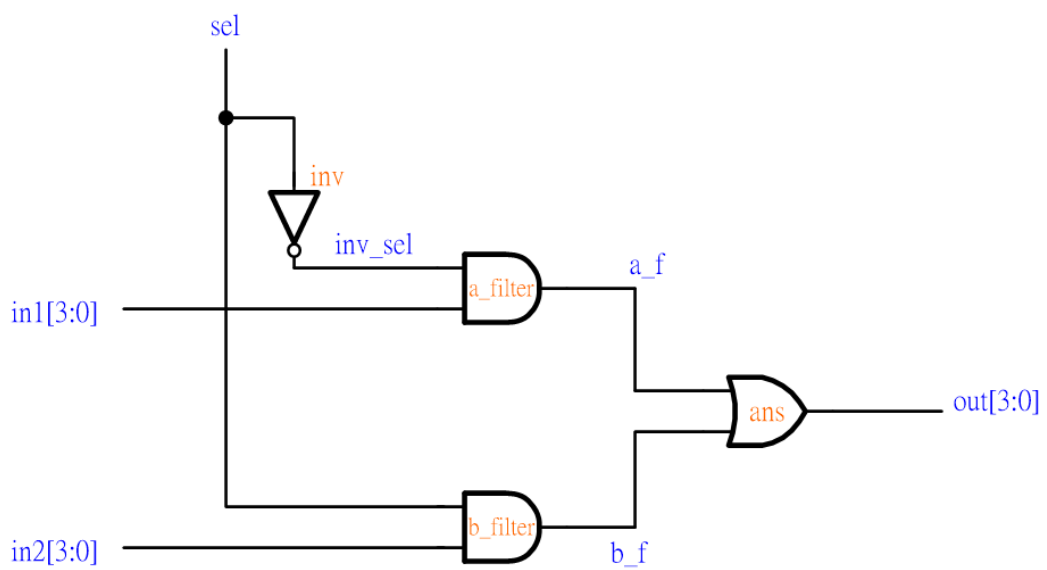 sel
inv
inv_sel
a_filter
a_f
in1[3:0]
ans
out[3:0]
b_filter
b_f
in2[3:0]